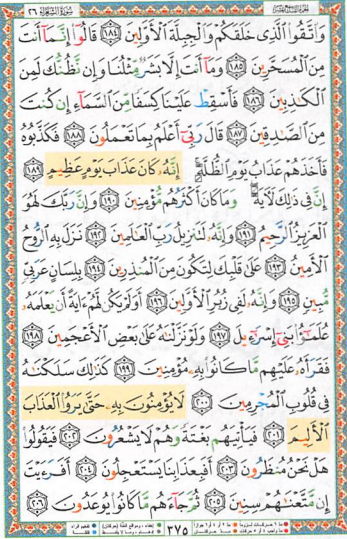 سورة الشعراء ٢٦
وَاتَّقُوا الَّذِي خَلَقَكُمْ وَالْجِبِلَّةَ الْأَوَّلِينَ ١٨٤ قَالُوا إِنَّمَا أَنتَ
مِنَ الْمُسَحَّرِينَ ١٨٥ وَمَا أَنتَ إِلَّا بَشَرٌ مِّثْلُنَا وَإِن نَّظُنُّكَ لَمِنَ
الْكَاذِبِينَ ١٨٦ فَأَسْقِطْ عَلَيْنَا كِسَفًا مِّنَ السَّمَاءِ إِن كُنتَ
مِنَ الصَّادِقِينَ ١٨٧ قَالَ رَبِّي أَعْلَمُ بِمَا تَعْمَلُونَ ١٨٨ فَكَذَّبُوهُ
فَأَخَذَهُمْ عَذَابُ يَوْمِ الظُّلَّةِ إِنَّهُ كَانَ عَذَابَ يَوْمٍ عَظِيمٍ ١٨٩
إِنَّ فِي ذَٰلِكَ لَآيَةً وَمَا كَانَ أَكْثَرُهُم مُّؤْمِنِينَ ١٩٠ وَإِنَّ رَبَّكَ لَهُوَ
الْعَزِيزُ الرَّحِيمُ ١٩١ وَإِنَّهُ لَتَنزِيلُ رَبِّ الْعَالَمِينَ ١٩٢ نَزَلَ بِهِ الرُّوحُ
الْأَمِينُ ١٩٣ عَلَىٰ قَلْبِكَ لِتَكُونَ مِنَ الْمُنذِرِينَ ١٩٤ بِلِسَانٍ عَرَبِيٍّ
مُّبِينٍ ١٩٥ وَإِنَّهُ لَفِي زُبُرِ الْأَوَّلِينَ ١٩٦ أَوَلَمْ يَكُن لَّهُمْ آيَةً أَن يَعْلَمَهُ
عُلَمَاءُ بَنِي إِسْرَائِيلَ ١٩٧ وَلَوْ نَزَّلْنَاهُ عَلَىٰ بَعْضِ الْأَعْجَمِينَ ١٩٨
فَقَرَأَهُ عَلَيْهِم مَّا كَانُوا بِهِ مُؤْمِنِينَ ١٩٩ كَذَٰلِكَ سَلَكْنَاهُ
فِي قُلُوبِ الْمُجْرِمِينَ ٢٠٠ لَا يُؤْمِنُونَ بِهِ حَتَّىٰ يَرَوُا الْعَذَابَ
الْأَلِيمَ ٢٠١ فَيَأْتِيَهُم بَغْتَةً وَهُمْ لَا يَشْعُرُونَ ٢٠٢ فَيَقُولُوا
هَلْ نَحْنُ مُنظَرُونَ ٢٠٣ أَفَبِعَذَابِنَا يَسْتَعْجِلُونَ ٢٠٤ أَفَرَأَيْتَ
إِن مَّتَّعْنَاهُمْ سِنِينَ ٢٠٥ ثُمَّ جَاءَهُم مَّا كَانُوا يُوعَدُونَ ٢٠٦
٣٧٥